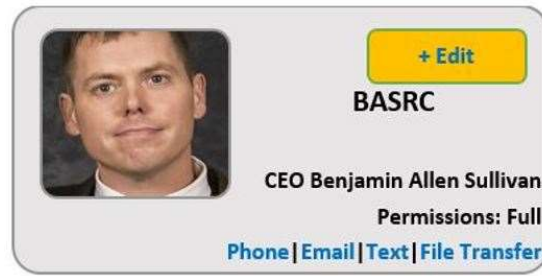 + Edit
BASRC
CEO Benjamin Allen Sullivan
Permissions: Full
Phone|Email|Text|File Transfer